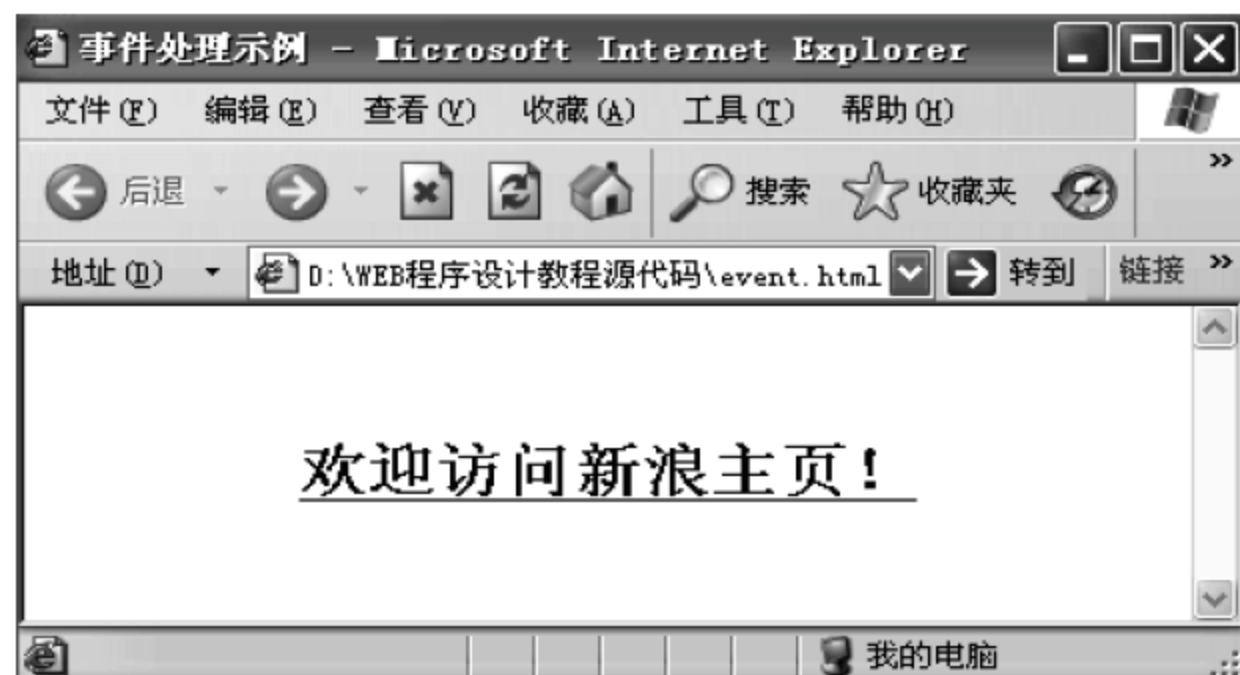 事件处理示例 - Microsoft Internet Explorer
文件(F) 编辑(E) 查看(V) 收藏(A) 工具(T) 帮助(H)
后退 搜索 收藏夹 »
地址(D) D:\WEB程序设计教程源代码\event.html 转到 链接 »
欢迎访问新浪主页!
我的电脑